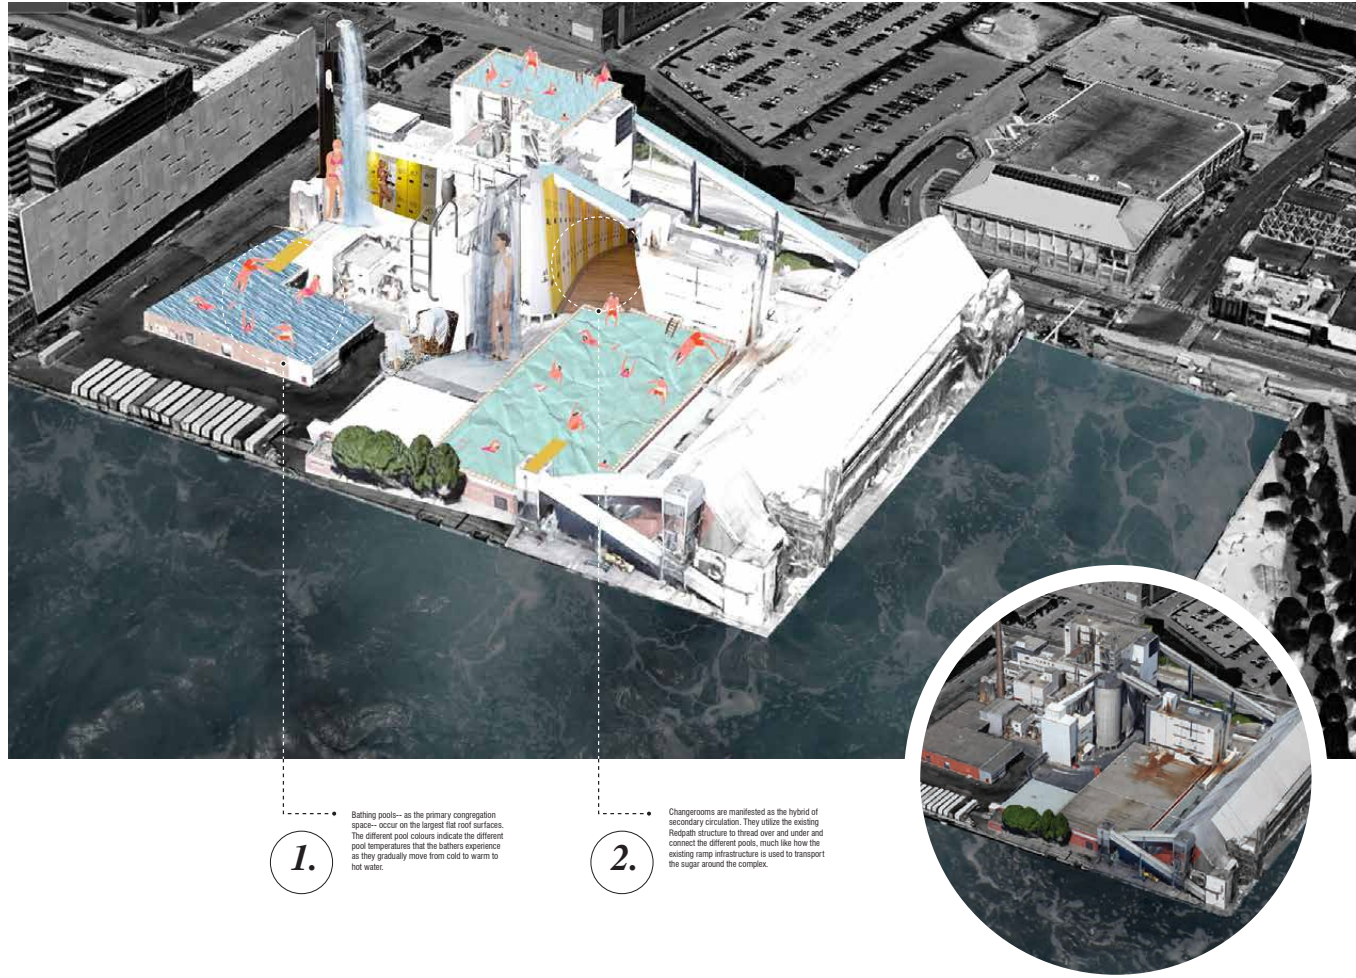 Bathing pools-- as the primary congregation
space-- occur on the largest flat roof surfaces.
The different pool colours indicate the different
pool temperatures that the bathers experience
as they gradually move from cold to warm to
hot water.
1.
Changerooms are manifested as the hybrid of
secondary circulation. They utilize the existing
Redpath structure to thread over and under and
connect the different pools, much like how the
existing ramp infrastructure is used to transport
the sugar around the complex.
2.